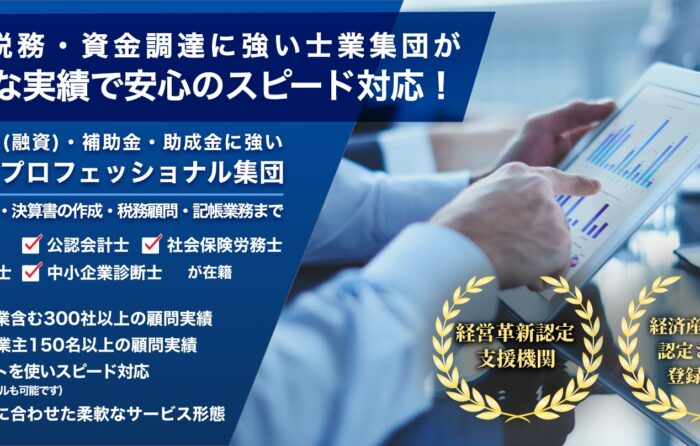 税務・資金調達に強い士業集団が
な実績で安心のスピード対応！
(融資)・補助金・助成金に強い
プロフェッショナル集団
・決算書の作成・税務顧問・記帳業務まで
公認会計士 社会保険労務士
士 中小企業診断士 が在籍
業含む300社以上の顧問実績
業主150名以上の顧問実績
トを使いスピード対応
ルも可能です)
に合わせた柔軟なサービス形態
経営革新認定
支援機関
経済産
認定
登録